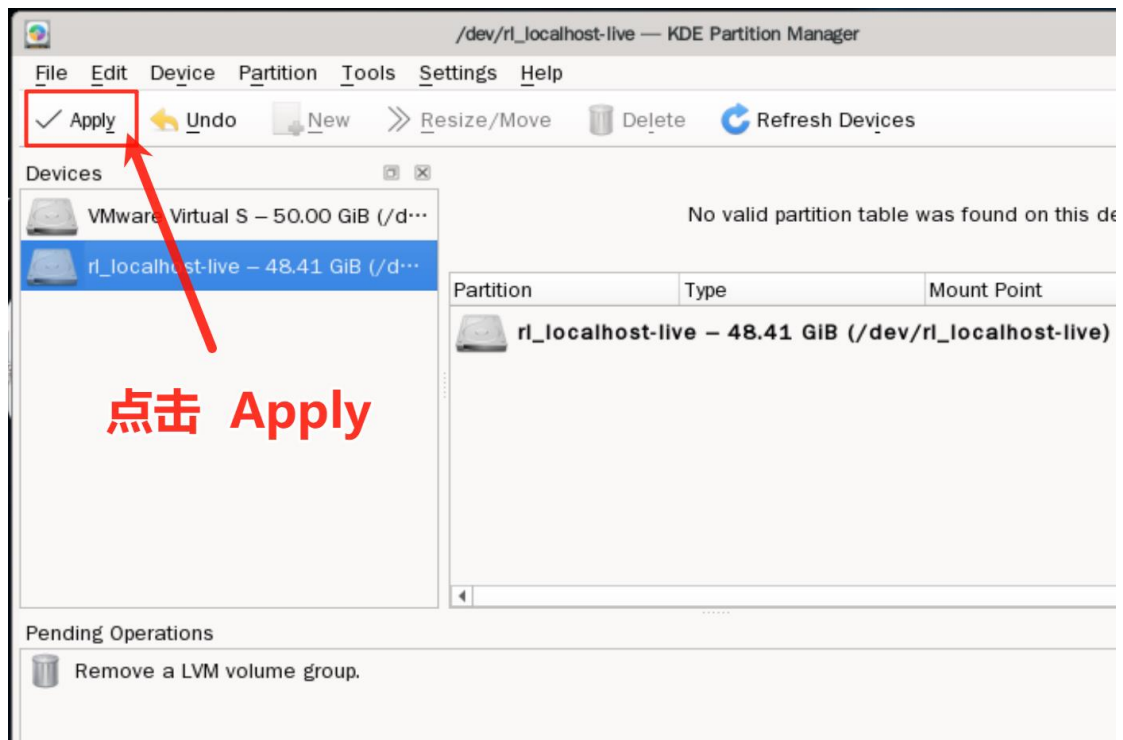 /dev/rl_localhost-live — KDE Partition Manager
File Edit Device Partition Tools Settings Help
Apply Undo New Resize/Move Delete Refresh Devices
Devices
VMware Virtual S – 50.00 GiB (/d···
rl_localhost-live – 48.41 GiB (/d···
点击 Apply
No valid partition table was found on this de
Partition Type Mount Point
rl_localhost-live – 48.41 GiB (/dev/rl_localhost-live)
Pending Operations
Remove a LVM volume group.